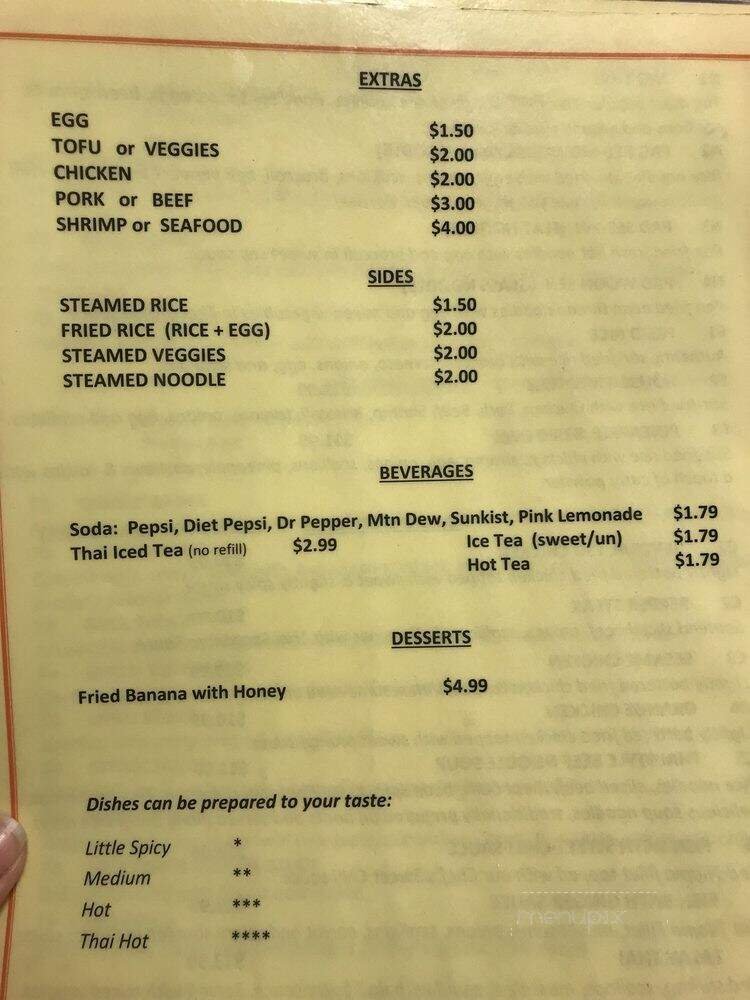 EXTRAS
EGG $1.50
TOFU or VEGGIES $2.00
CHICKEN $2.00
PORK or BEEF $3.00
SHRIMP or SEAFOOD $4.00
SIDES
STEAMED RICE $1.50
FRIED RICE (RICE + EGG) $2.00
STEAMED VEGGIES $2.00
STEAMED NOODLE $2.00
BEVERAGES
Soda: Pepsi, Diet Pepsi, Dr Pepper, Mtn Dew, Sunkist, Pink Lemonade $1.79
Thai Iced Tea (no refill) $2.99 Ice Tea (sweet/un) $1.79
Hot Tea $1.79
DESSERTS
Fried Banana with Honey $4.99
Dishes can be prepared to your taste:
Little Spicy *
Medium **
Hot ***
Thai Hot ****
menupix